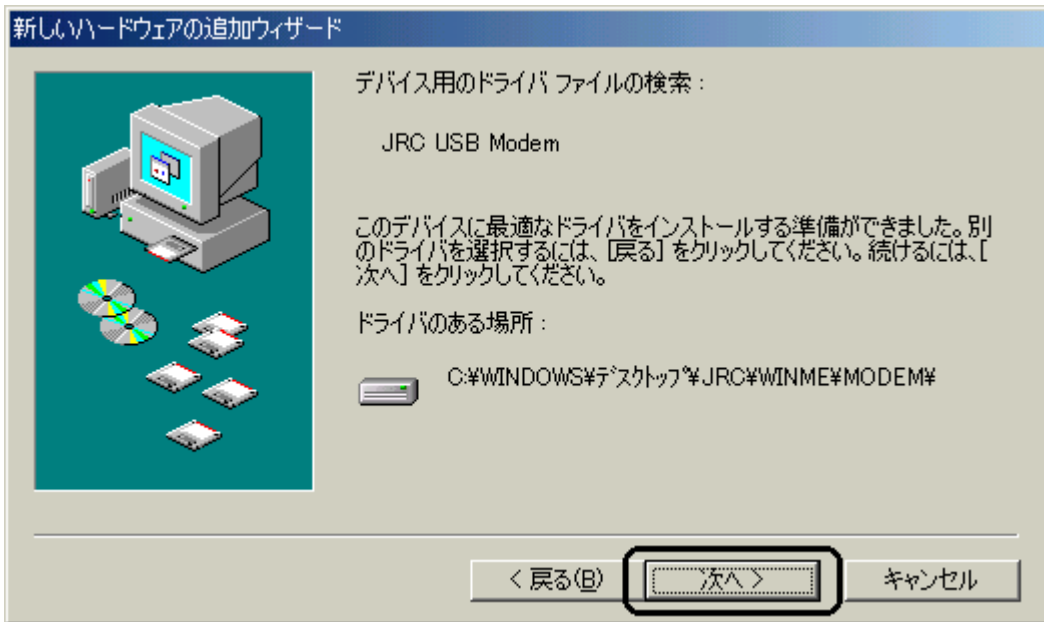 新しいハードウェアの追加ウィザード
デバイス用のドライバ ファイルの検索 :
JRC USB Modem
このデバイスに最適なドライバをインストールする準備ができました。別
のドライバを選択するには、[戻る] をクリックしてください。続けるには、[
次へ] をクリックしてください。
ドライバのある場所 :
C:¥WINDOWS¥ﾃﾞｽｸﾄｯﾌﾟ¥JRC¥WINME¥MODEM¥
< 戻る(B)
次へ >
キャンセル